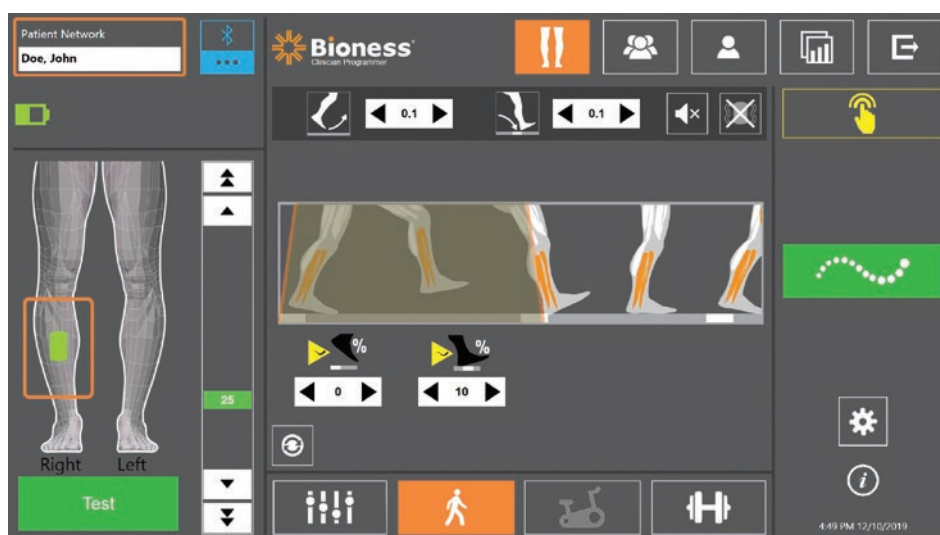 Patient Network
Doe, John
Bioness
Clinician Programmer
0.1
0.1
25
Right
Left
Test
%
%
0
10
4:49 PM 12/10/2019